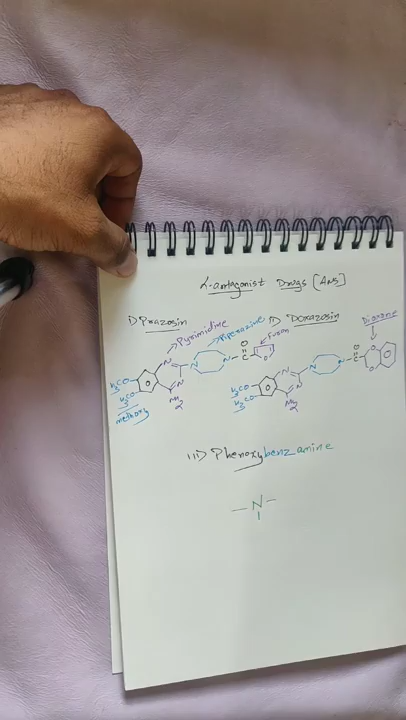 α-antagonist Drugs [ANS]
I) Prazosin
II) Doxazosin
Pyrimidine
Piperazine
Furan
Dioxane
N
N
NH2
N
N
O
C
O
H3CO
H3CO
methoxy
N
N
NH2
N
N
O
C
O
O
H3CO
H3CO
III) Phenoxybenzamine
N